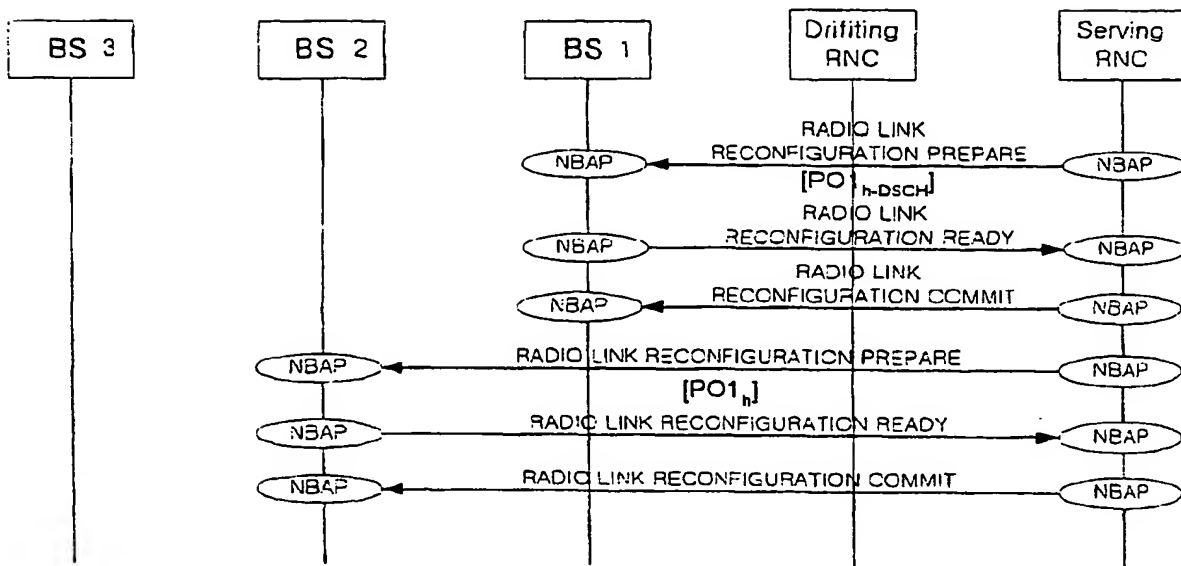 BS 3
BS 2
BS 1
Drifiting
RNC
Serving
RNC
RADIO LINK
RECONFIGURATION PREPARE
NBAP
NBAP
[PO1h-DSCH]
RADIO LINK
RECONFIGURATION READY
NBAP
NBAP
RADIO LINK
RECONFIGURATION COMMIT
NBAP
NBAP
RADIO LINK RECONFIGURATION PREPARE
NBAP
NBAP
[PO1h]
RADIO LINK RECONFIGURATION READY
NBAP
NBAP
RADIO LINK RECONFIGURATION COMMIT
NBAP
NBAP